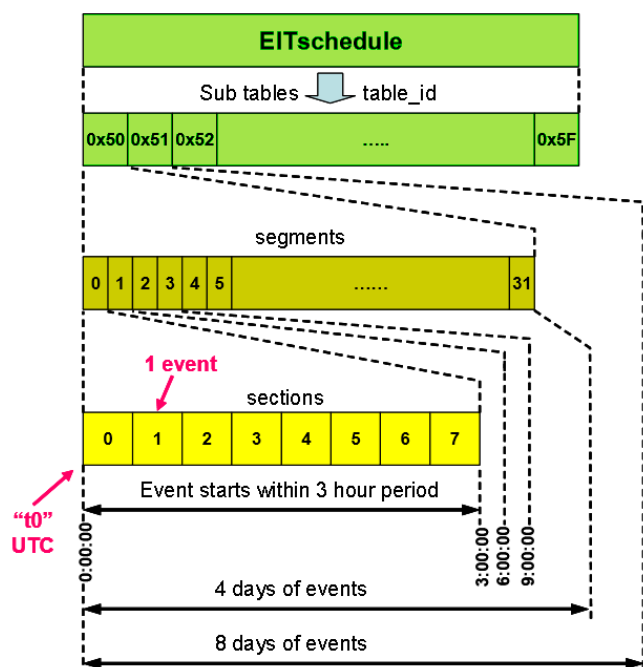 EITschedule
Sub tables table_id
0x50 0x51 0x52 ..... 0x5F
segments
0 1 2 3 4 5 ...... 31
1 event
sections
0 1 2 3 4 5 6 7
Event starts within 3 hour period
“t0”
UTC
0:00:00
3:00:00
6:00:00
9:00:00
4 days of events
8 days of events